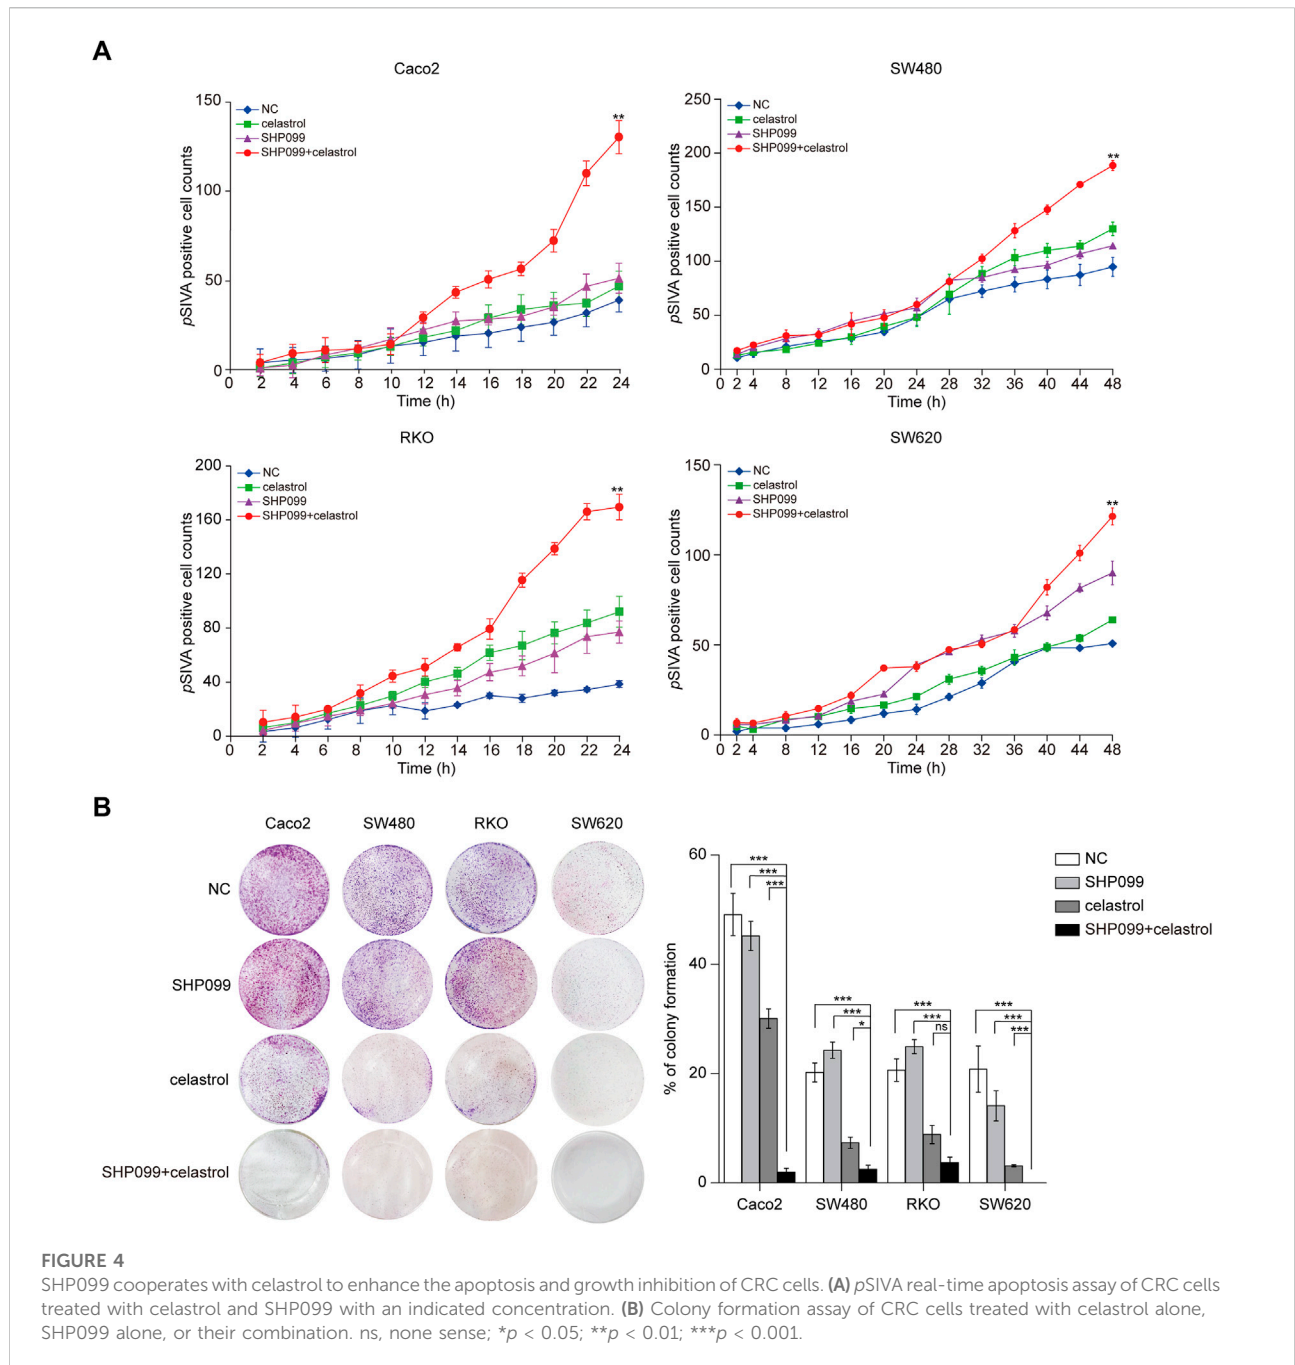 A
Caco2
150
100
50
0
pSIVA positive cell counts
NC
celastrol
SHP099
SHP099+celastrol
**
0 2 4 6 8 10 12 14 16 18 20 22 24
Time (h)
SW480
250
200
150
100
50
0
pSIVA positive cell counts
NC
celastrol
SHP099
SHP099+celastrol
**
0 2 4 8 12 16 20 24 28 32 36 40 44 48
Time (h)
RKO
200
160
120
80
40
0
pSIVA positive cell counts
NC
celastrol
SHP099
SHP099+celastrol
**
0 2 4 6 8 10 12 14 16 18 20 22 24
Time (h)
SW620
150
100
50
0
pSIVA positive cell counts
NC
celastrol
SHP099
SHP099+celastrol
**
0 2 4 8 12 16 20 24 28 32 36 40 44 48
Time (h)
B
Caco2 SW480 RKO SW620
NC
SHP099
celastrol
SHP099+celastrol
60
40
20
0
% of colony formation
***
***
***
***
***
*
***
***
ns
***
***
***
Caco2 SW480 RKO SW620
NC
SHP099
celastrol
SHP099+celastrol
FIGURE 4
SHP099 cooperates with celastrol to enhance the apoptosis and growth inhibition of CRC cells. (A) pSIVA real-time apoptosis assay of CRC cells
treated with celastrol and SHP099 with an indicated concentration. (B) Colony formation assay of CRC cells treated with celastrol alone,
SHP099 alone, or their combination. ns, none sense; *p < 0.05; **p < 0.01; ***p < 0.001.